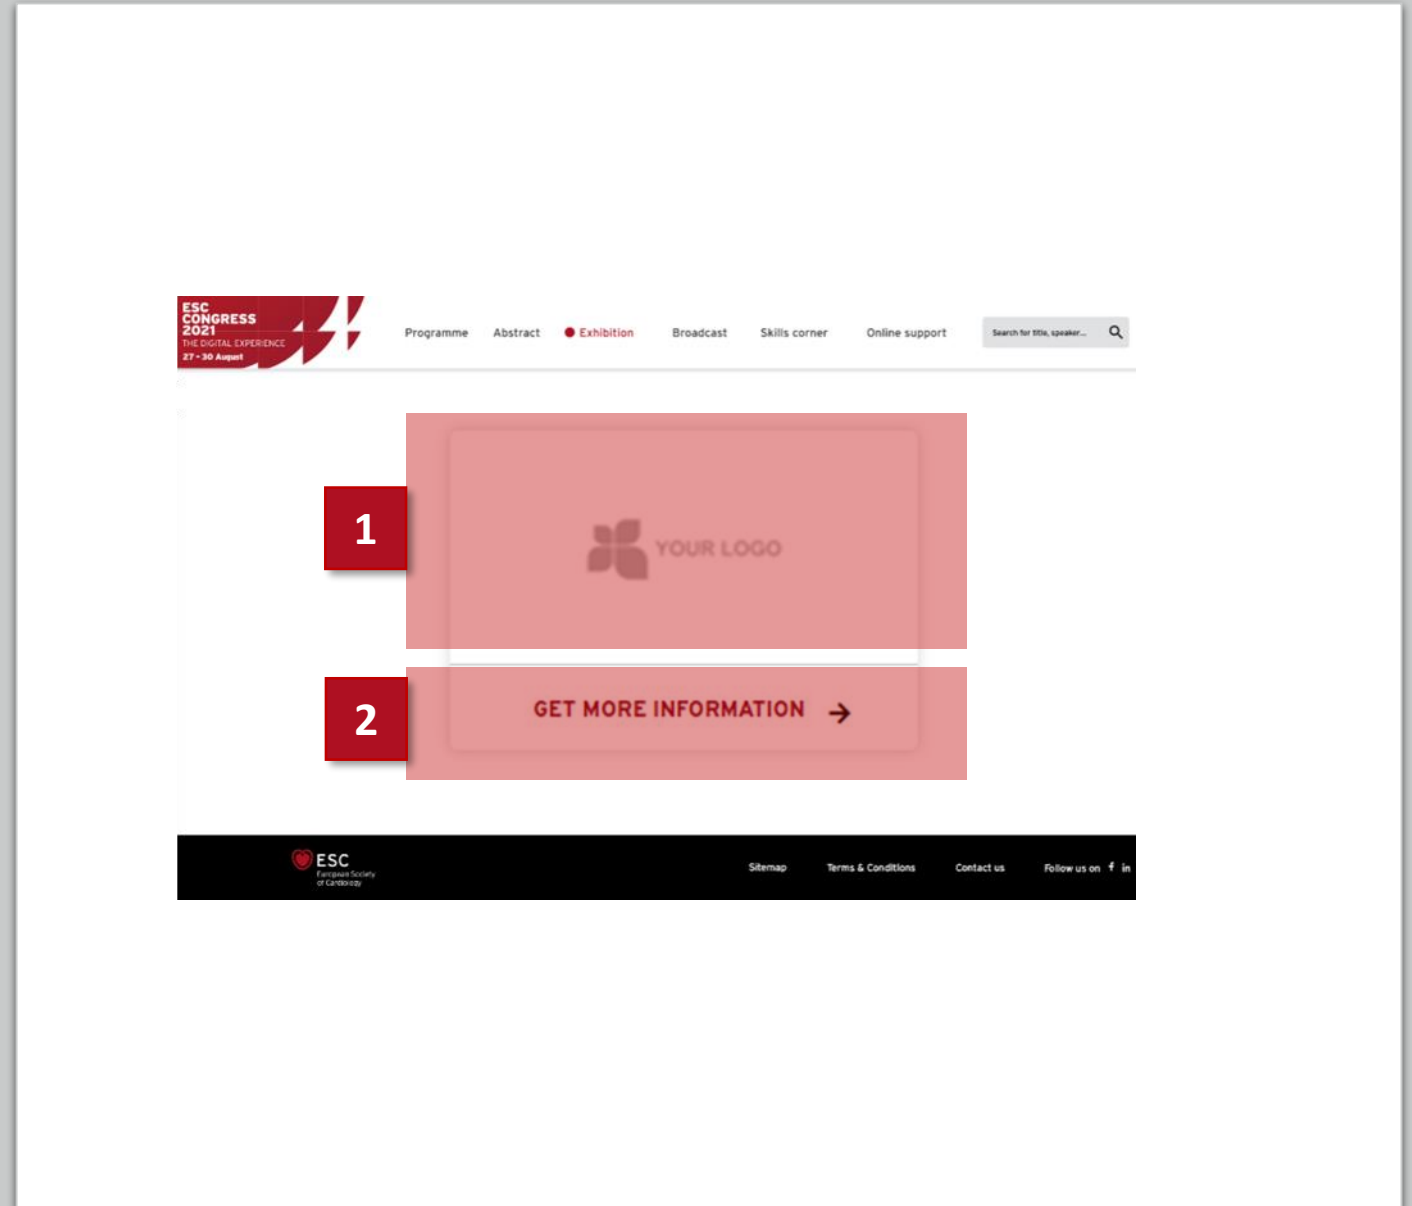 ESC
CONGRESS
2021
THE DIGITAL EXPERIENCE
27 - 30 August
Programme Abstract Exhibition Broadcast Skills corner Online support Search for title, speaker...
1
YOUR LOGO
2
GET MORE INFORMATION
ESC
European Society
of Cardiology
Sitemap Terms & Conditions Contact us Follow us on f in